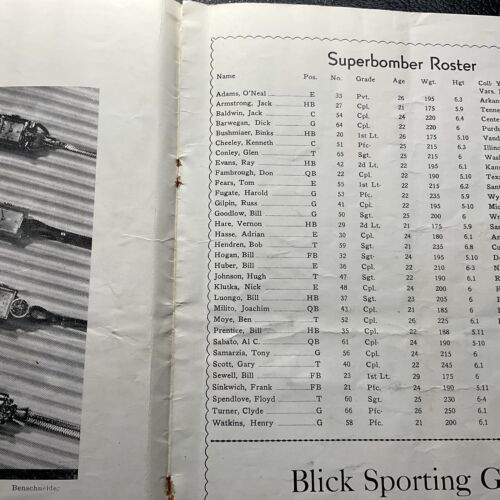 Superbomber Roster
Name Pos. No. Grade Age Wgt. Hgt Coll-
Vars.
Adams, O'Neal E 33 Pvt. 26 195 6.3
Armstrong, Jack HB 27 Cpl. 21 175 5.9
Baldwin, Jack C 54 Cpl. 24 220 6.4
Barwegan, Dick G 64 Cpl. 22 220 6
Bushmiaer, Binks HB 20 1st Lt. 26 175 5.10
Cheeley, Kenneth C 51 Pfc. 21 215 6.3
Conley, Glen T 65 Sgt. 25 215 6
Evans, Ray HB 42 2d Lt. 22 195 6.1
Fambrough, Don QB 22 Cpl. 22 190 5.10
Fears, Tom E 55 1st Lt. 22 215 6.2
Fugate, Harold G 53 Pfc. 22 235 5.8
Gilpin, Russ G 41 Cpl. 22 195 5-10
Goodlow, Bill G 50 Sgt. 25 200 6
Hare, Vernon HB 29 2d Lt. 21 175 5.9
Hasse, Adrian E 30 Cpl. 24 180 6.1
Hendren, Bob T 59 Sgt. 21 235 6.8
Hogan, Bill FB 32 Sgt- 24 195 5.10
Huber, Bill E 36 Cpl. 22 210 6-3
Johnson, Hugh T 47 Sgt. 22 190 6.1
Klutka, Nick E 48 Cpl. 24 200 6
Luongo, Bill HB 37 Sgt. 23 205 6
Milito, Joachim QB 43 Cpl. 21 185 6
Moye, Ben T 52 Cpl. 26 225 6.1
Prentice, Bill HB 35 Cpl. 22 188 5.11
Sabato, Al C. QB 61 Cpl. 24 190 5-10
Samarzia, Tony G 56 Cpl. 24 215 6
Scott, Gary T 40 Cpl. 22 245 6.1
Sewell, Bill FB 23 1st Lt. 29 175 6
Sinkwich, Frank FB 21 Pfc. 24 190 5.11
Spendlove, Floyd T 60 Sgt. 25 230 6-4
Turner, Clyde G 66 Pfc. 26 250 6.1
Watkins, Henry G 58 Pfc. 21 200 6.1
Benschneider
Blick Sporting G